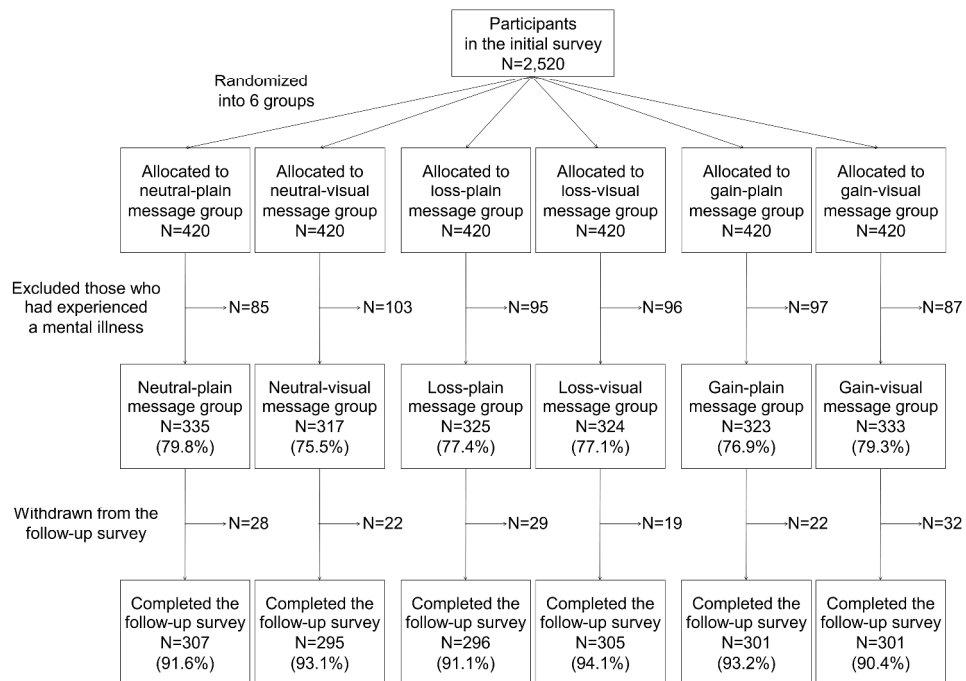 Participants
in the initial survey
N=2,520
Randomized
into 6 groups
Allocated to
neutral-plain
message group
N=420
Allocated to
neutral-visual
message group
N=420
Allocated to
loss-plain
message group
N=420
Allocated to
loss-visual
message group
N=420
Allocated to
gain-plain
message group
N=420
Allocated to
gain-visual
message group
N=420
Excluded those who
had experienced
a mental illness
N=85
N=103
N=95
N=96
N=97
N=87
Neutral-plain
message group
N=335
(79.8%)
Neutral-visual
message group
N=317
(75.5%)
Loss-plain
message group
N=325
(77.4%)
Loss-visual
message group
N=324
(77.1%)
Gain-plain
message group
N=323
(76.9%)
Gain-visual
message group
N=333
(79.3%)
Withdrawn from the
follow-up survey
N=28
N=22
N=29
N=19
N=22
N=32
Completed the
follow-up survey
N=307
(91.6%)
Completed the
follow-up survey
N=295
(93.1%)
Completed the
follow-up survey
N=296
(91.1%)
Completed the
follow-up survey
N=305
(94.1%)
Completed the
follow-up survey
N=301
(93.2%)
Completed the
follow-up survey
N=301
(90.4%)